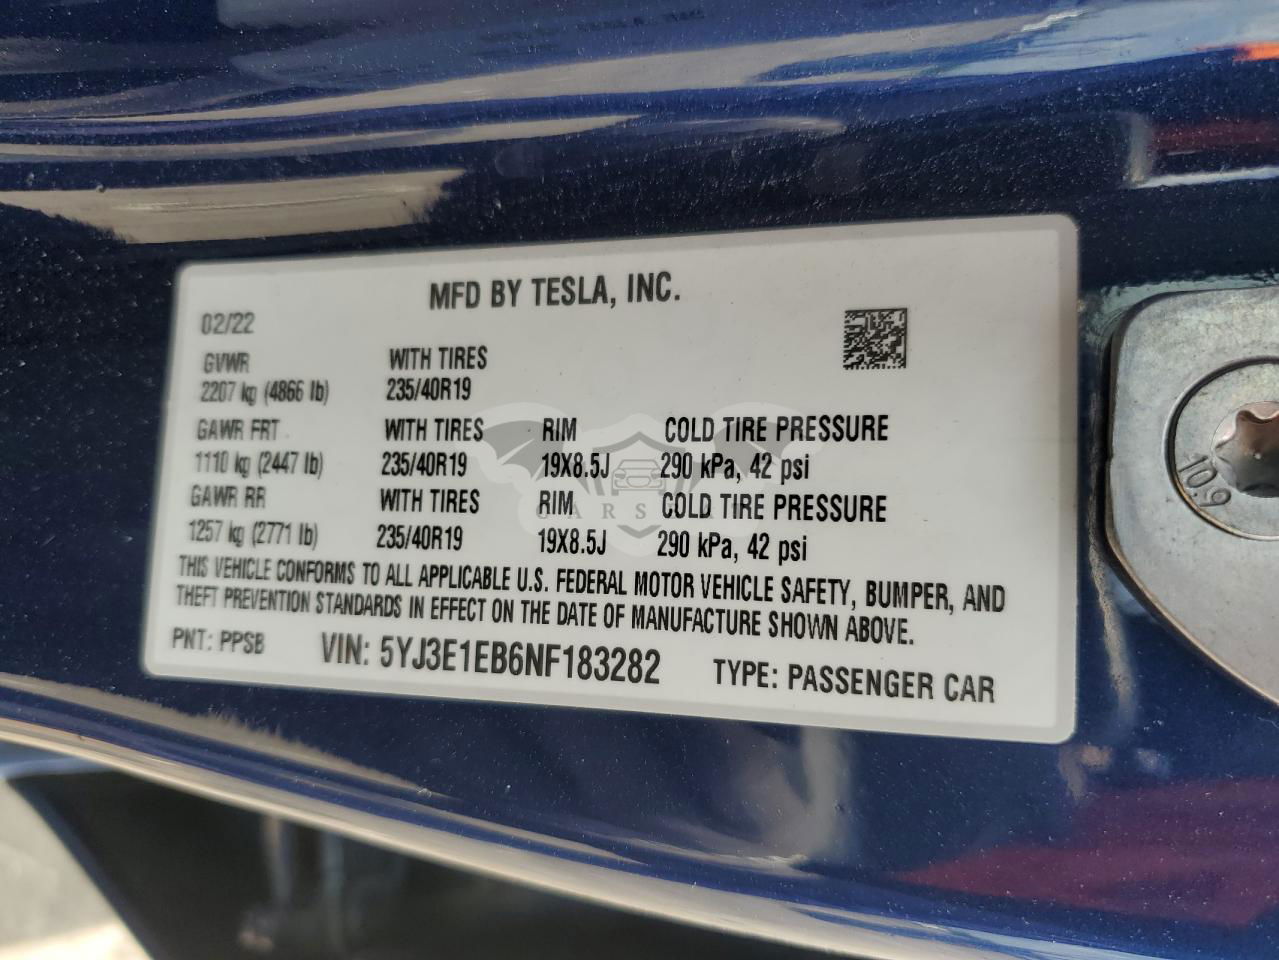 MFD BY TESLA, INC.
02/22
GVWR WITH TIRES
2207 kg (4866 lb) 235/40R19
GAWR FRT WITH TIRES RIM COLD TIRE PRESSURE
1110 kg (2447 lb) 235/40R19 19X8.5J 290 kPa, 42 psi
GAWR RR WITH TIRES RIM COLD TIRE PRESSURE
1257 kg (2771 lb) 235/40R19 19X8.5J 290 kPa, 42 psi
THIS VEHICLE CONFORMS TO ALL APPLICABLE U.S. FEDERAL MOTOR VEHICLE SAFETY, BUMPER, AND
THEFT PREVENTION STANDARDS IN EFFECT ON THE DATE OF MANUFACTURE SHOWN ABOVE.
PNT: PPSB VIN: 5YJ3E1EB6NF183282 TYPE: PASSENGER CAR
10.9